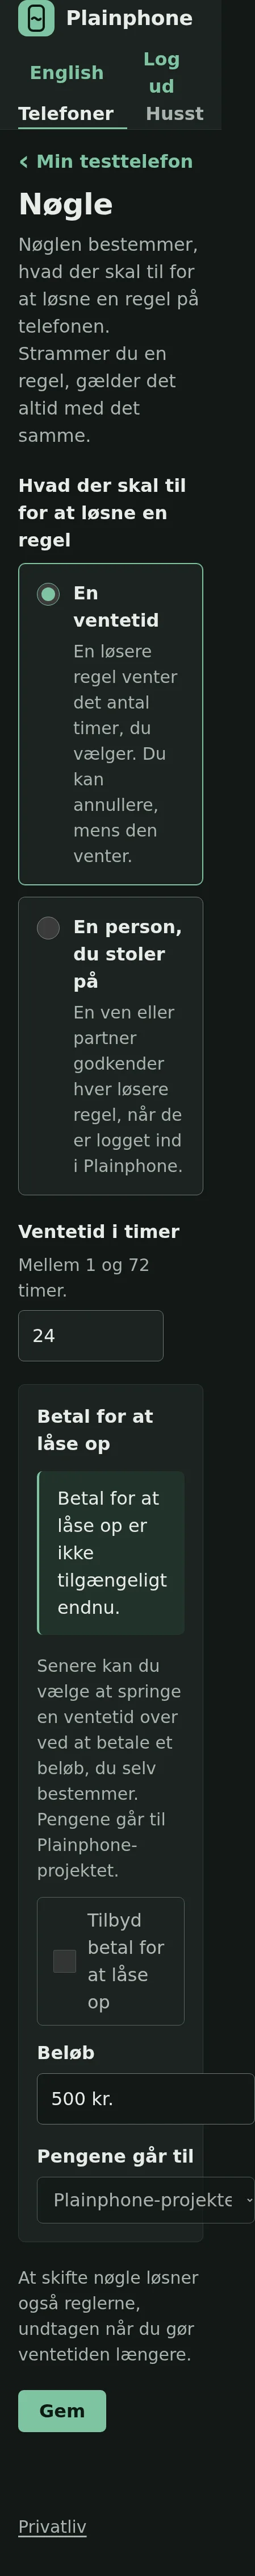 Plainphone
English
Log
ud
Telefoner
Husst
‹ Min testtelefon
Nøgle
Nøglen bestemmer,
hvad der skal til for
at løsne en regel på
telefonen.
Strammer du en
regel, gælder det
altid med det
samme.
Hvad der skal til
for at løsne en
regel
En
ventetid
En løsere
regel venter
det antal
timer, du
vælger. Du
kan
annullere,
mens den
venter.
En person,
du stoler
på
En ven eller
partner
godkender
hver løsere
regel, når de
er logget ind
i Plainphone.
Ventetid i timer
Mellem 1 og 72
timer.
24
Betal for at
låse op
Betal for at
låse op er
ikke
tilgængeligt
endnu.
Senere kan du
vælge at springe
en ventetid over
ved at betale et
beløb, du selv
bestemmer.
Pengene går til
Plainphone-
projektet.
Tilbyd
betal for
at låse
op
Beløb
500 kr.
Pengene går til
Plainphone-projekte
At skifte nøgle løsner
også reglerne,
undtagen når du gør
ventetiden længere.
Gem
Privatliv